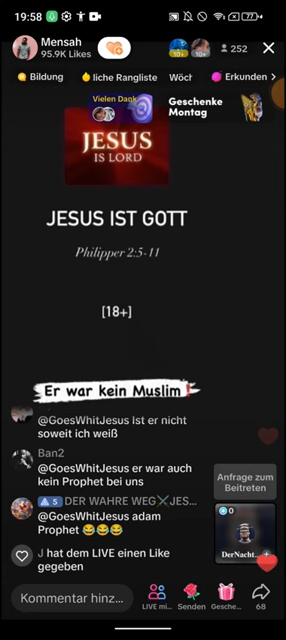 19:58
77
Mensah
95.9K Likes
10+
10+
252
Bildung
liche Rangliste
Wöch
Erkunden
Vielen Dank
Geschenke
Montag
JESUS
IS LORD
JESUS IST GOTT
Philipper 2:5-11
[18+]
Er war kein Muslim
@GoesWhitJesus Ist er nicht
soweit ich weiß
Ban2
@GoesWhitJesus er war auch
kein Prophet bei uns
5 DER WAHRE WEG⚔JES...
@GoesWhitJesus adam
Prophet 😂😂😂
J hat dem LIVE einen Like
gegeben
Anfrage zum
Beitreten
0
DerNacht...
Kommentar hinz...
LIVE mi...
Senden
Gesche...
68